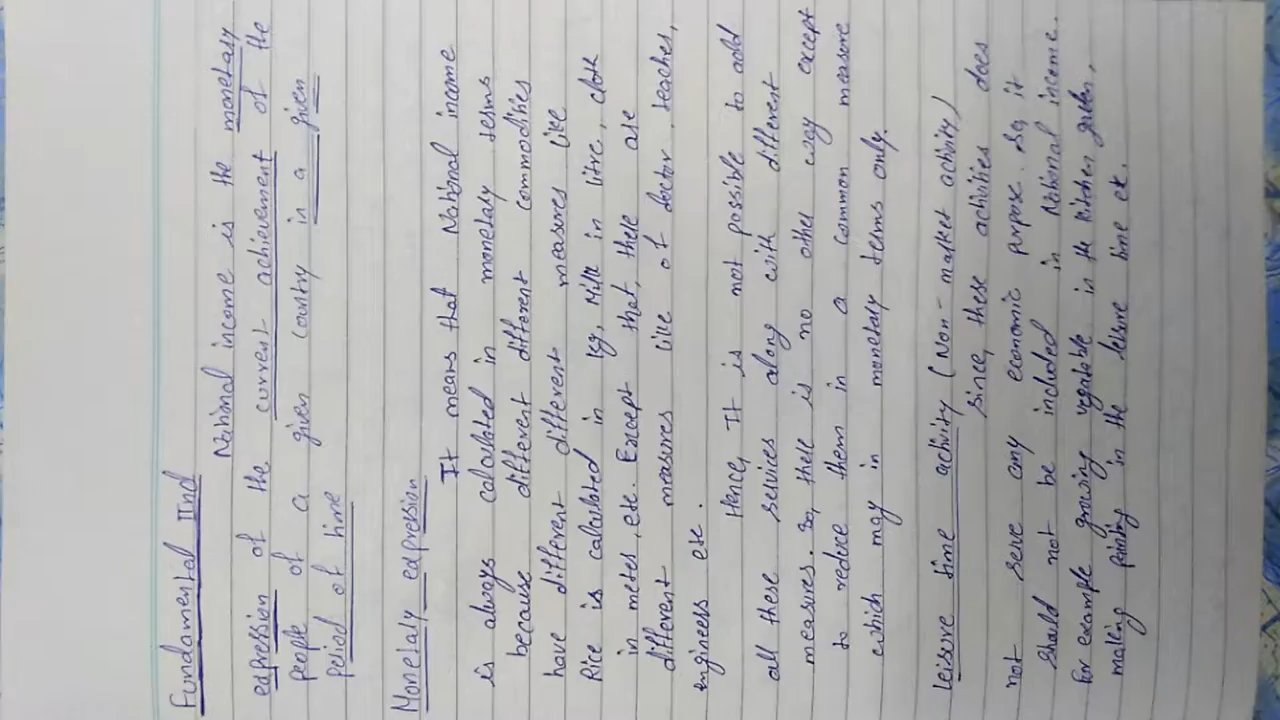 Fundamental IInd
National income is the monetary
expression of the current achievement of the
people of a given country in a given
period of time
Monetary expression
It means that National income
is always calculated in monetary terms
because different different commodities
have different different measures like
Rice is calculated in kg, Milk in litre, cloth
in meter, etc. Except that, there are
different measures like of doctor, teacher,
engineers etc.
Hence, It is not possible to add
all these services along with different
measures. So, there is no other way except
to reduce them in a common measure
which may in monetary terms only.
Leisure time activity (Non-market activity)
Since, these activities does
not serve any economic purpose. So, it
should not be included in National income.
For example growing vegatable in the kitchen garden,
making painting in the leisure time etc.